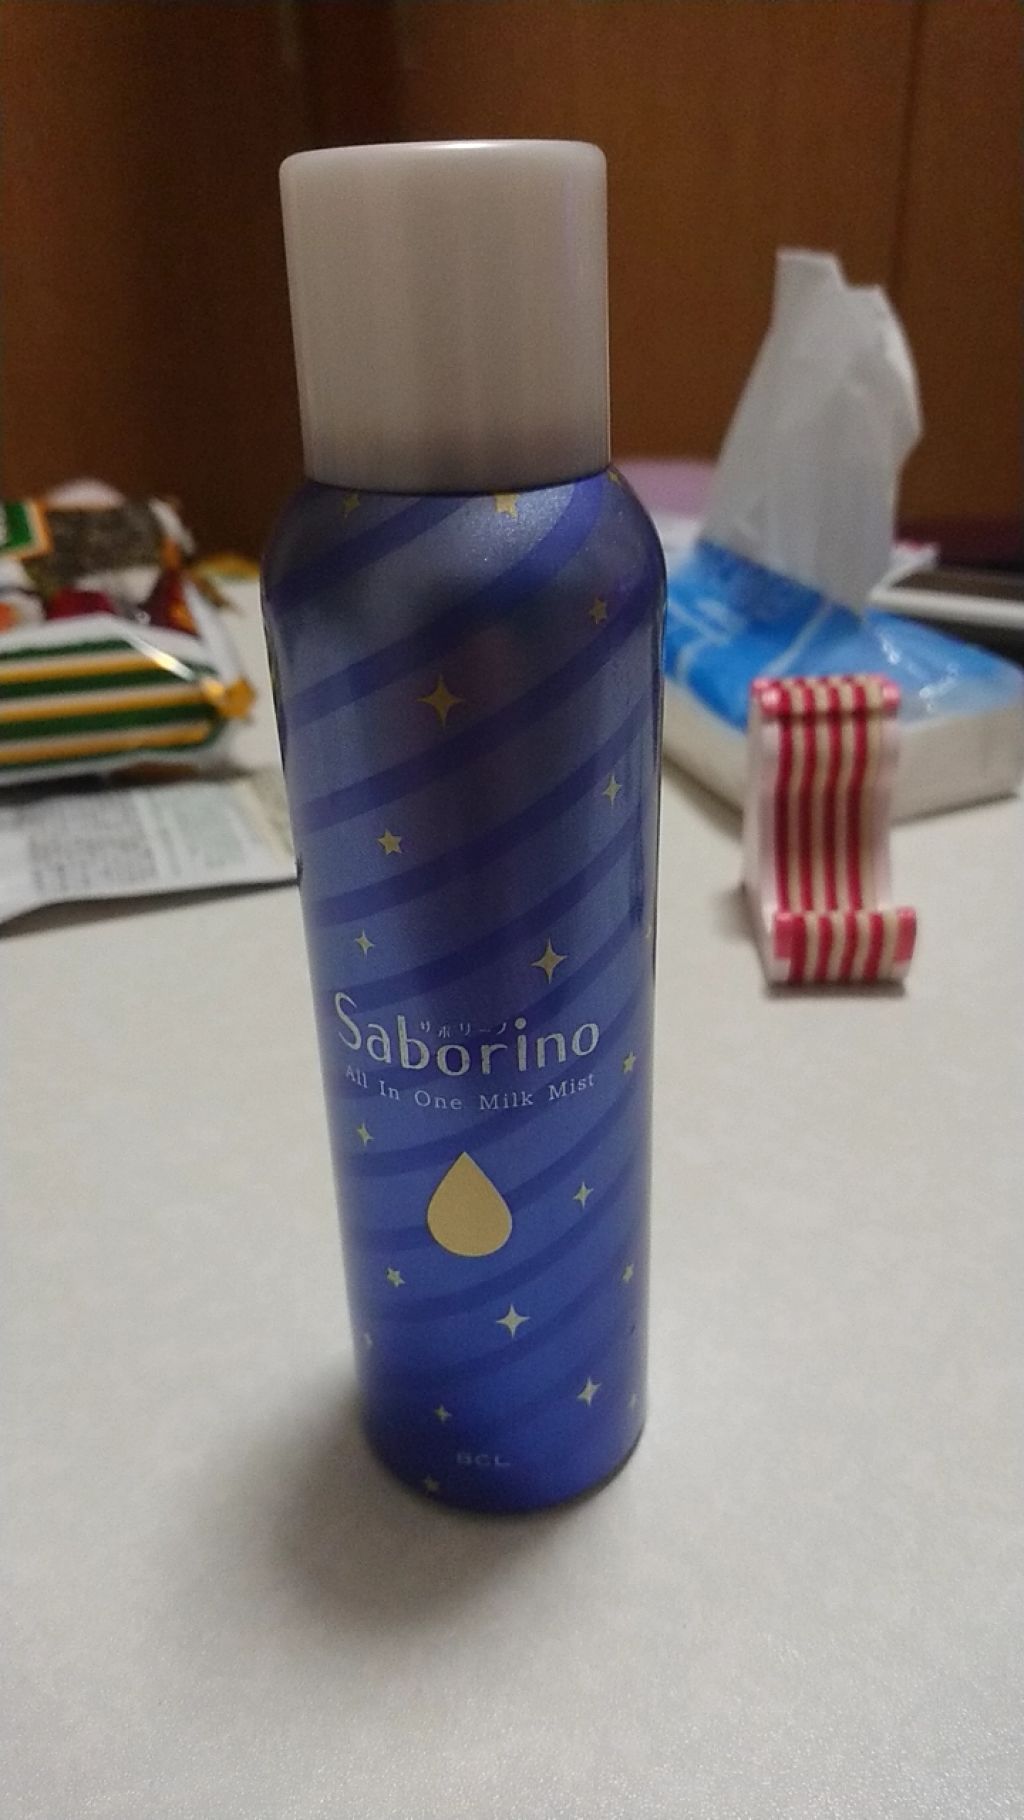 サボリーノ
Saborino
All In One Milk Mist
BCL